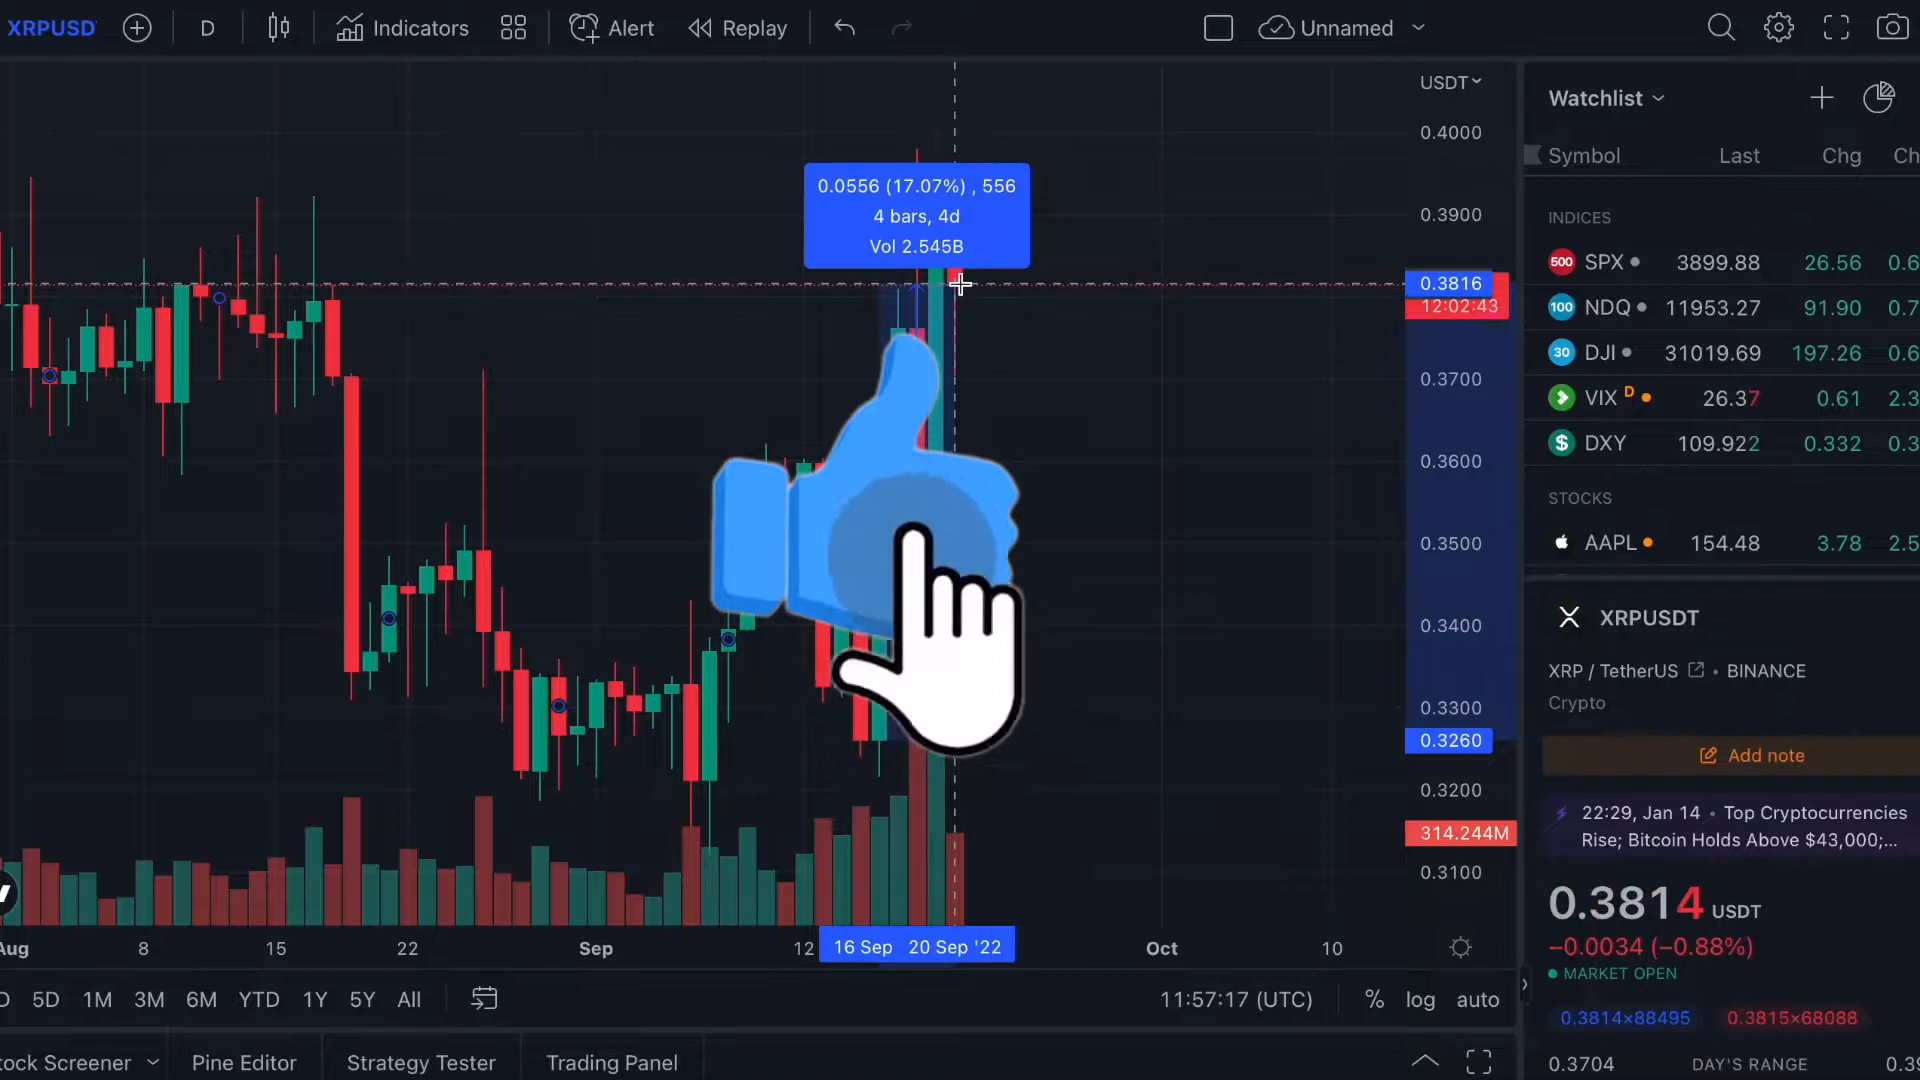 XRPUSD
D
Indicators
Alert
Replay
Unnamed
USDT
0.4000
0.3900
0.3816
12:02:43
0.3700
0.3600
0.3500
0.3400
0.3300
0.3260
0.3200
314.244M
0.3100
0.0556 (17.07%) , 556
4 bars, 4d
Vol 2.545B
Aug
8
15
22
Sep
12
16 Sep
20 Sep '22
Oct
10
5D
1M
3M
6M
YTD
1Y
5Y
All
11:57:17 (UTC)
%
log
auto
tock Screener
Pine Editor
Strategy Tester
Trading Panel
Watchlist
Symbol Last Chg Ch
INDICES
500 SPX 3899.88 26.56 0.6
100 NDQ 11953.27 91.90 0.7
30 DJI 31019.69 197.26 0.6
VIX D 26.37 0.61 2.3
$ DXY 109.922 0.332 0.3
STOCKS
AAPL 154.48 3.78 2.5
XRPUSDT
XRP / TetherUS • BINANCE
Crypto
Add note
22:29, Jan 14 • Top Cryptocurrencies
Rise; Bitcoin Holds Above $43,000;...
0.3814 USDT
−0.0034 (−0.88%)
MARKET OPEN
0.3814×88495 0.3815×68088
0.3704 DAY'S RANGE 0.39